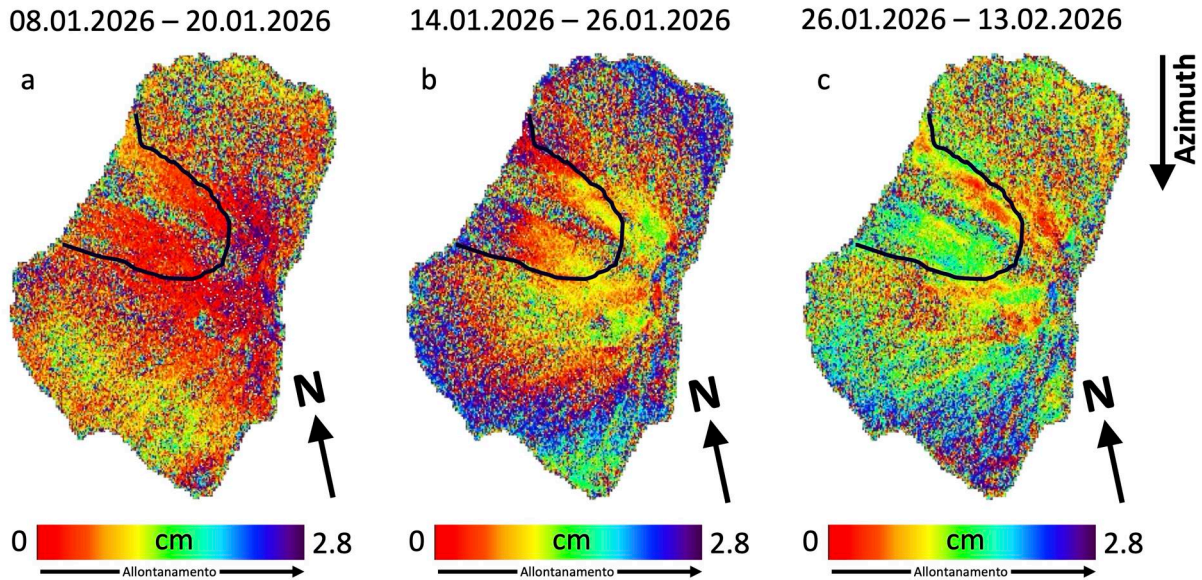 08.01.2026 – 20.01.2026
14.01.2026 – 26.01.2026
26.01.2026 – 13.02.2026
a
b
c
Azimuth
N
N
N
0 cm 2.8
0 cm 2.8
0 cm 2.8
Allontanamento
Allontanamento
Allontanamento